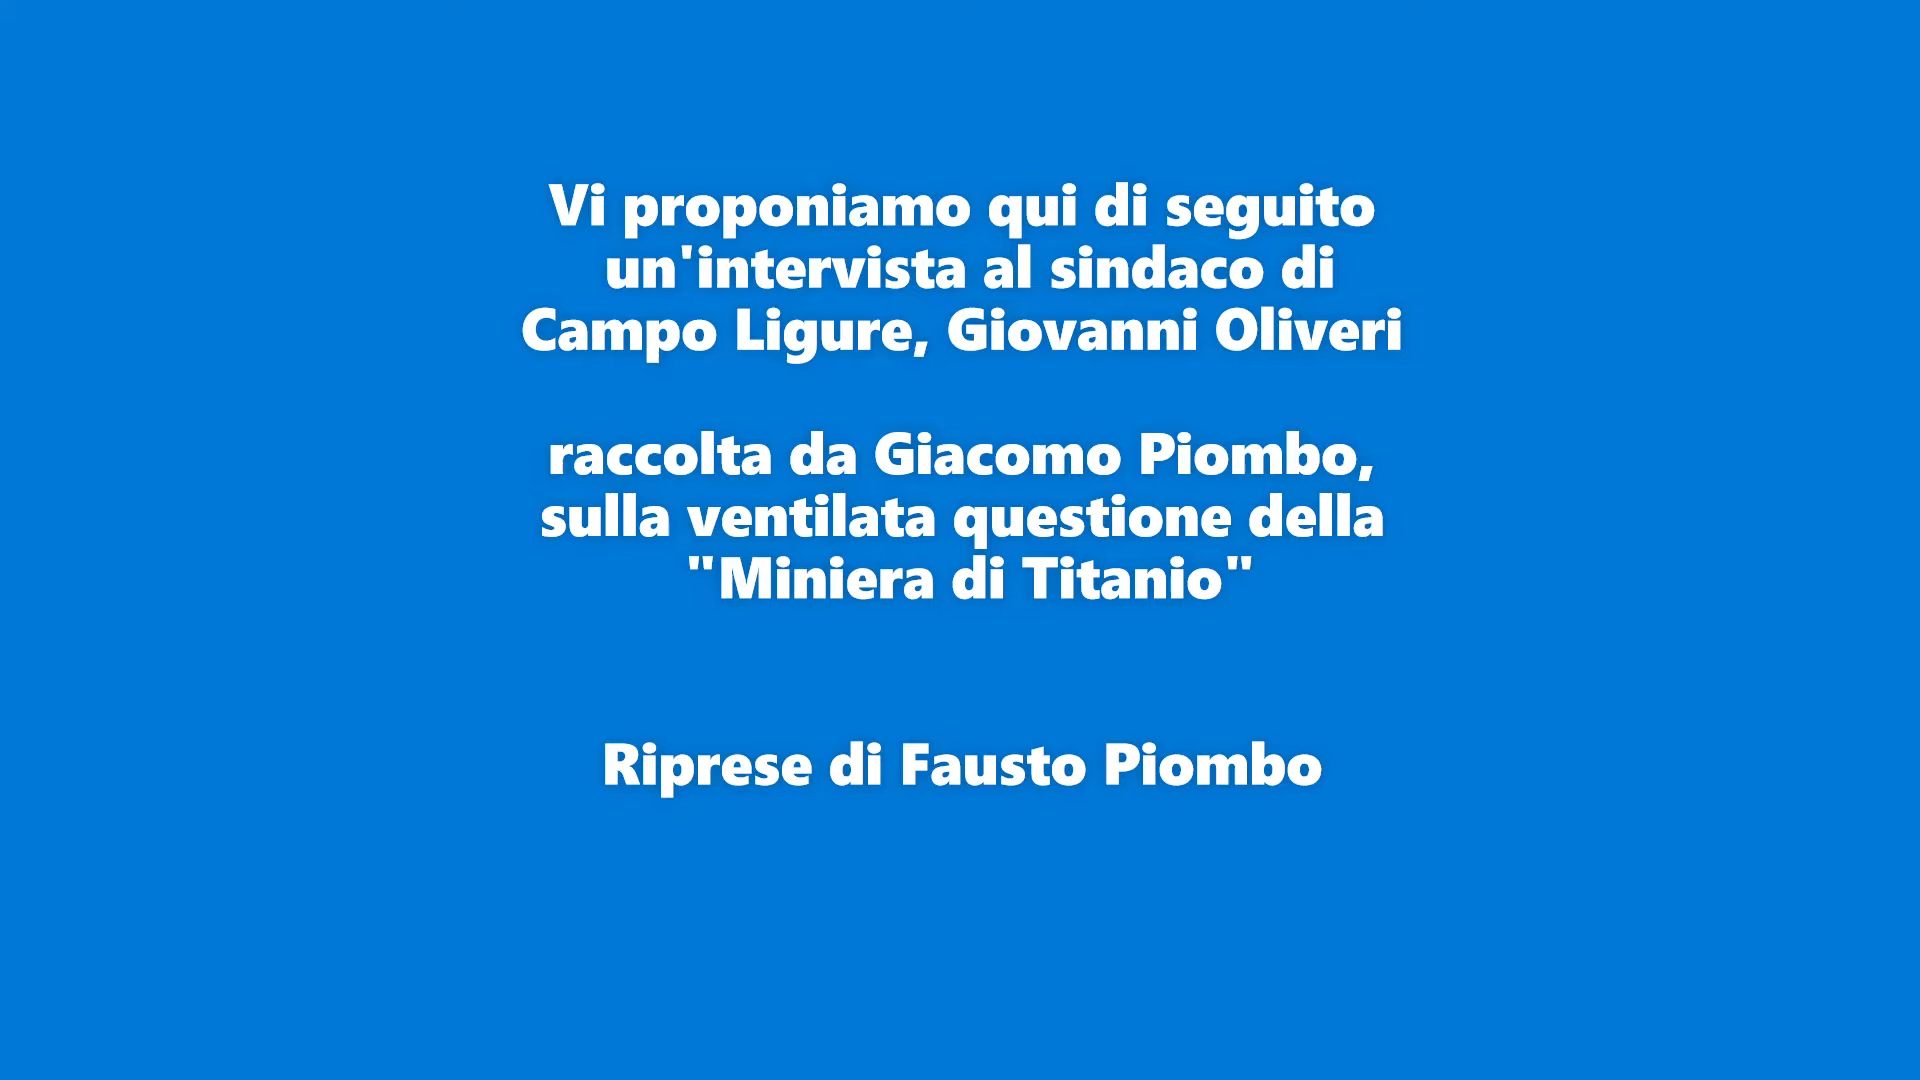 Vi proponiamo qui di seguito
un'intervista al sindaco di
Campo Ligure, Giovanni Oliveri
raccolta da Giacomo Piombo,
sulla ventilata questione della
"Miniera di Titanio"
Riprese di Fausto Piombo